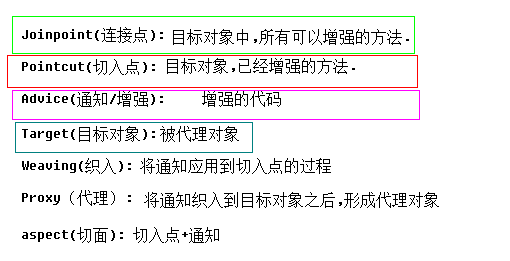 Joinpoint(连接点): 目标对象中,所有可以增强的方法.
Pointcut(切入点): 目标对象,已经增强的方法.
Advice(通知/增强): 增强的代码
Target(目标对象):被代理对象
Weaving(织入): 将通知应用到切入点的过程
Proxy (代理) : 将通知织入到目标对象之后,形成代理对象
aspect(切面): 切入点+通知